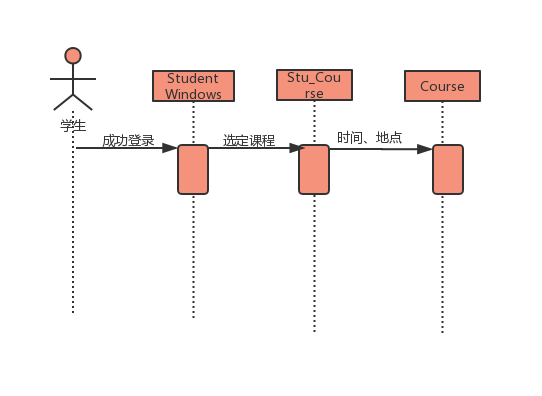 Student
Windows
Stu_Cou
rse
Course
学生
成功登录
选定课程
时间、地点